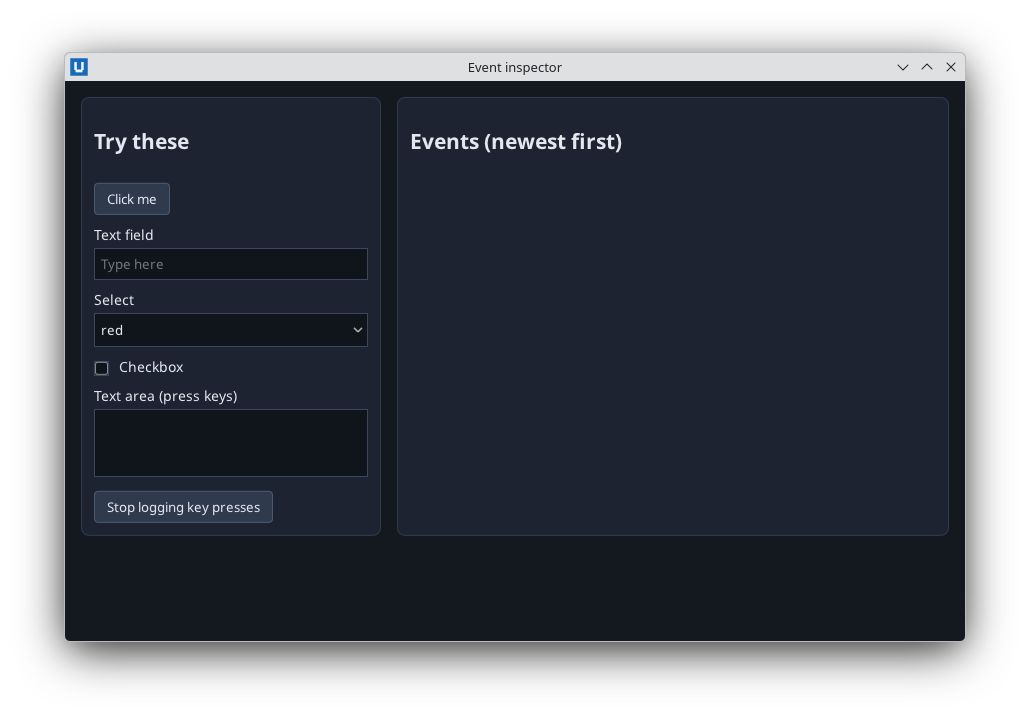 Event inspector
Try these
Click me
Text field
Type here
Select
red
Checkbox
Text area (press keys)
Stop logging key presses
Events (newest first)